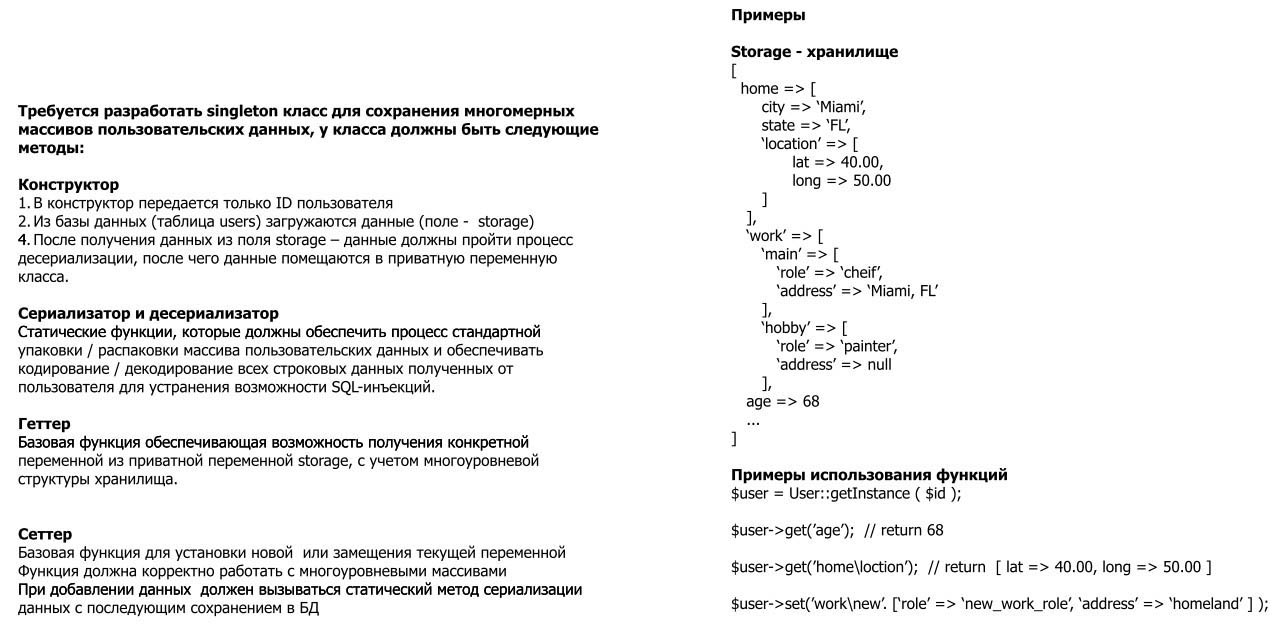 Требуется разработать singleton класс для сохранения многомерных
массивов пользовательских данных, у класса должны быть следующие
методы:
Конструктор
1. В конструктор передается только ID пользователя
2. Из базы данных (таблица users) загружаются данные (поле -  storage)
4. После получения данных из поля storage – данные должны пройти процесс
десериализации, после чего данные помещаются в приватную переменную
класса.
Сериализатор и десериализатор
Статические функции, которые должны обеспечить процесс стандартной
упаковки / распаковки массива пользовательских данных и обеспечивать
кодирование / декодирование всех строковых данных полученных от
пользователя для устранения возможности SQL-инъекций.
Геттер
Базовая функция обеспечивающая возможность получения конкретной
переменной из приватной переменной storage, с учетом многоуровневой
структуры хранилища.
Сеттер
Базовая функция для установки новой  или замещения текущей переменной
Функция должна корректно работать с многоуровневыми массивами
При добавлении данных  должен вызываться статический метод сериализации
данных с последующим сохранением в БД
Примеры
Storage - хранилище
[
home => [
city => ‘Miami’,
state => ‘FL’,
‘location’ => [
lat => 40.00,
long => 50.00
]
],
‘work’ => [
‘main’ => [
‘role’ => ‘cheif’,
‘address’ => ‘Miami, FL’
],
‘hobby’ => [
‘role’ => ‘painter’,
‘address’ => null
],
age => 68
...
]
Примеры использования функций
$user = User::getInstance ( $id );
$user->get(’age’);  // return 68
$user->get(’home\loction’);  // return  [ lat => 40.00, long => 50.00 ]
$user->set(’work\new’. [‘role’ => ‘new_work_role’, ‘address’ => ‘homeland’ ] );